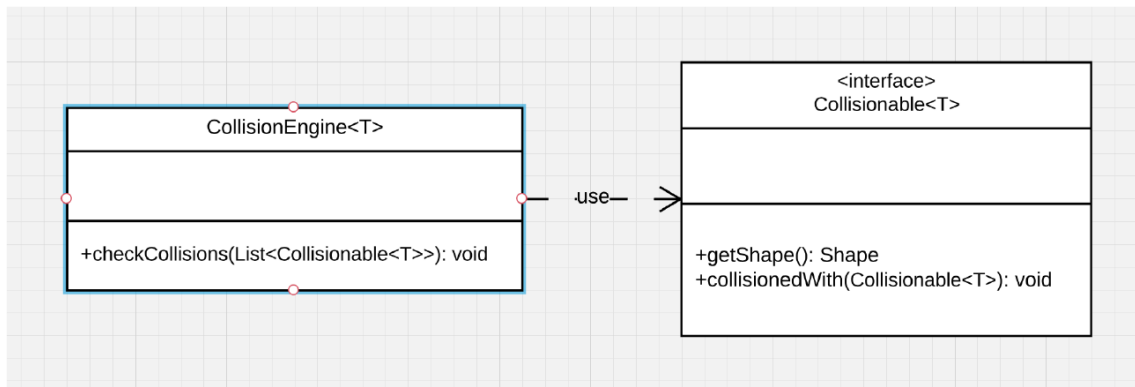 CollisionEngine<T>
+checkCollisions(List<Collisionable<T>>): void
use
<interface>
Collisionable<T>
+getShape(): Shape
+collisionedWith(Collisionable<T>): void